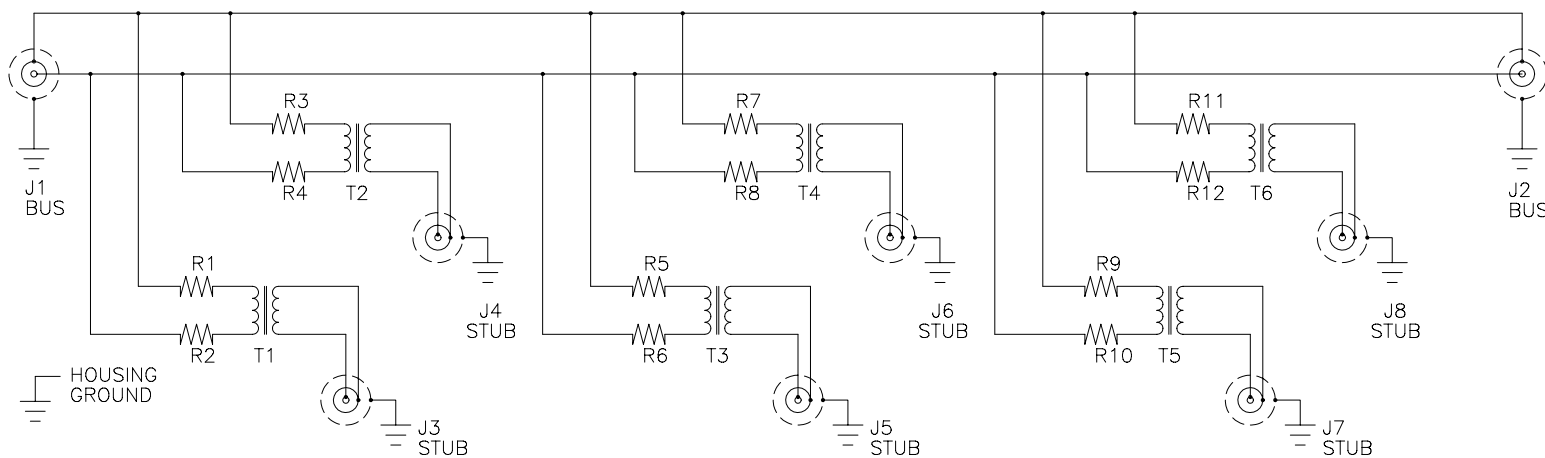 R3
R7
R11
R4
T2
R8
T4
R12
T6
J1
BUS
J2
BUS
R1
R5
R9
J4
STUB
J6
STUB
J8
STUB
R2
T1
R6
T3
R10
T5
HOUSING
GROUND
J3
STUB
J5
STUB
J7
STUB